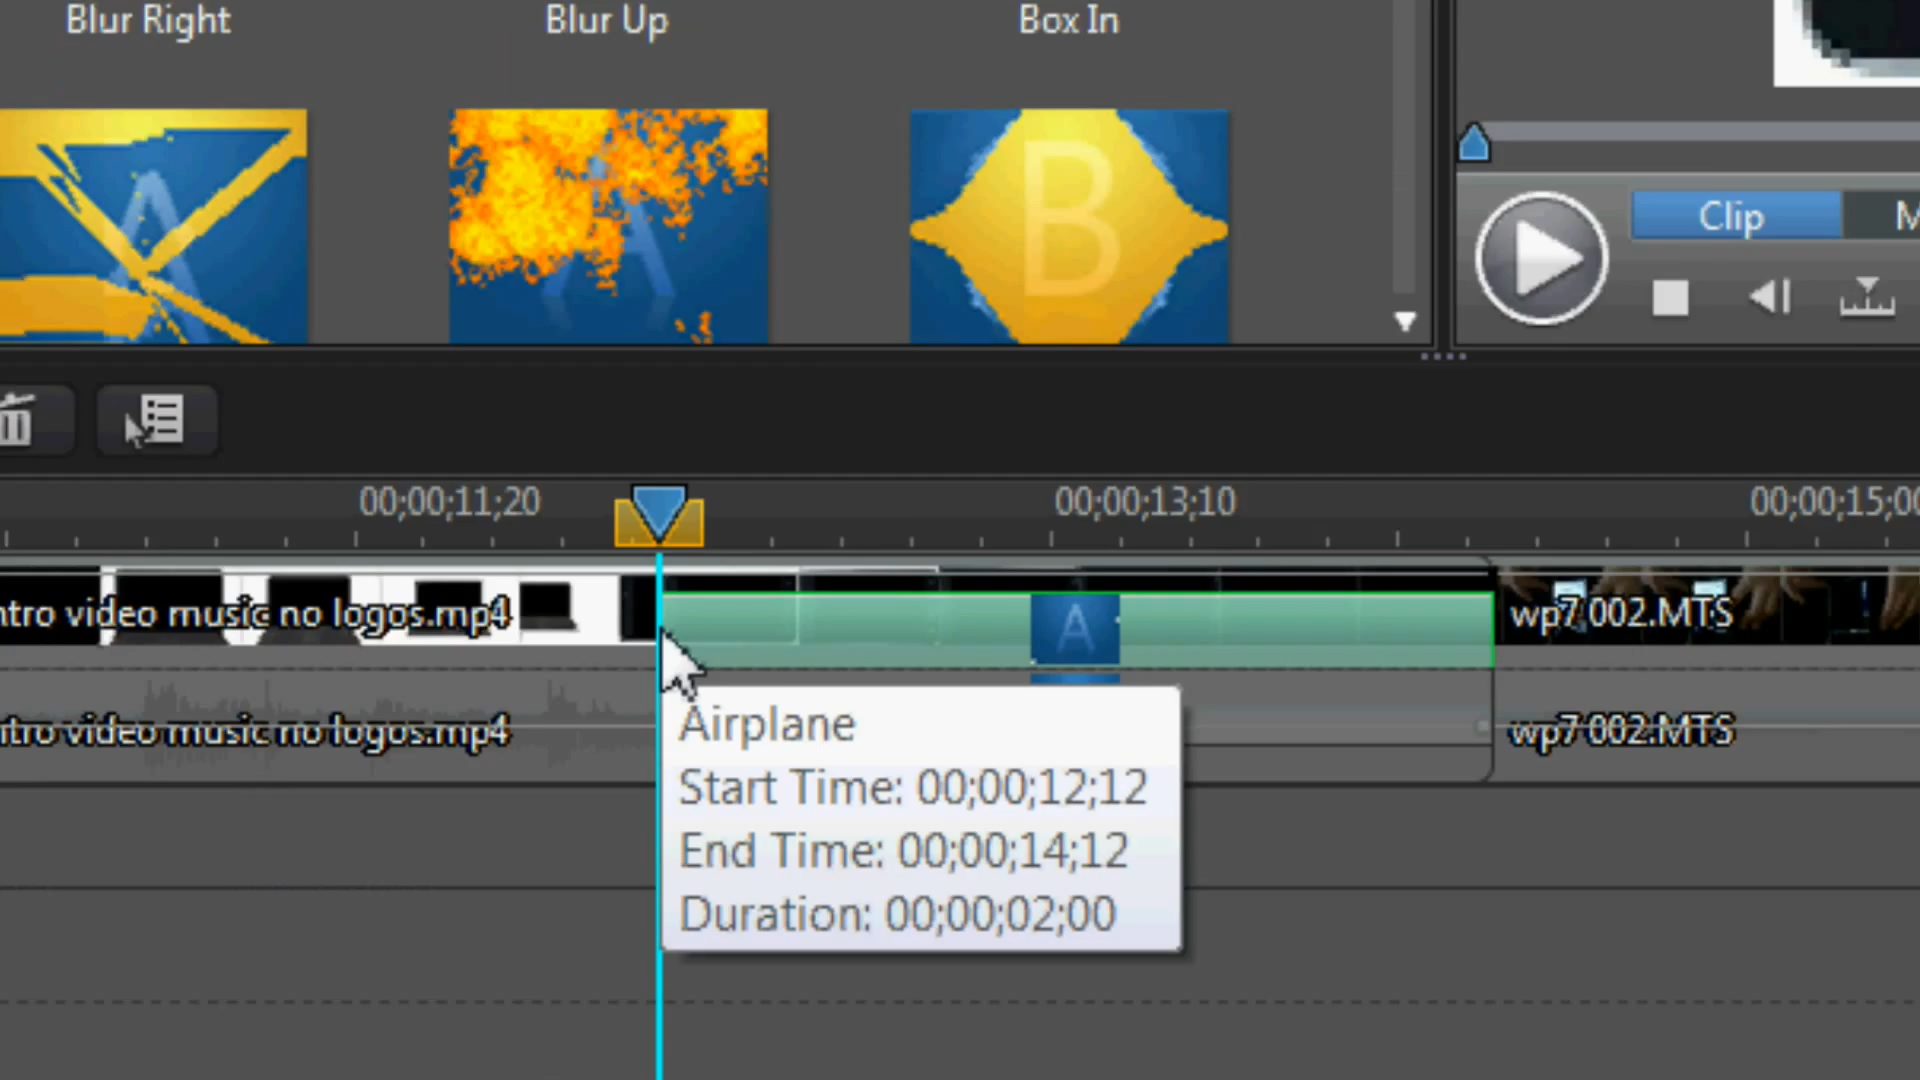 Blur Right
Blur Up
Box In
A
A
B
Clip
00;00;11;20
00;00;13;10
00;00;15;00
ntro video music no logos.mp4
A
wp7 002.MTS
ntro video music no logos.mp4
wp7 002.MTS
Airplane
Start Time: 00;00;12;12
End Time: 00;00;14;12
Duration: 00;00;02;00